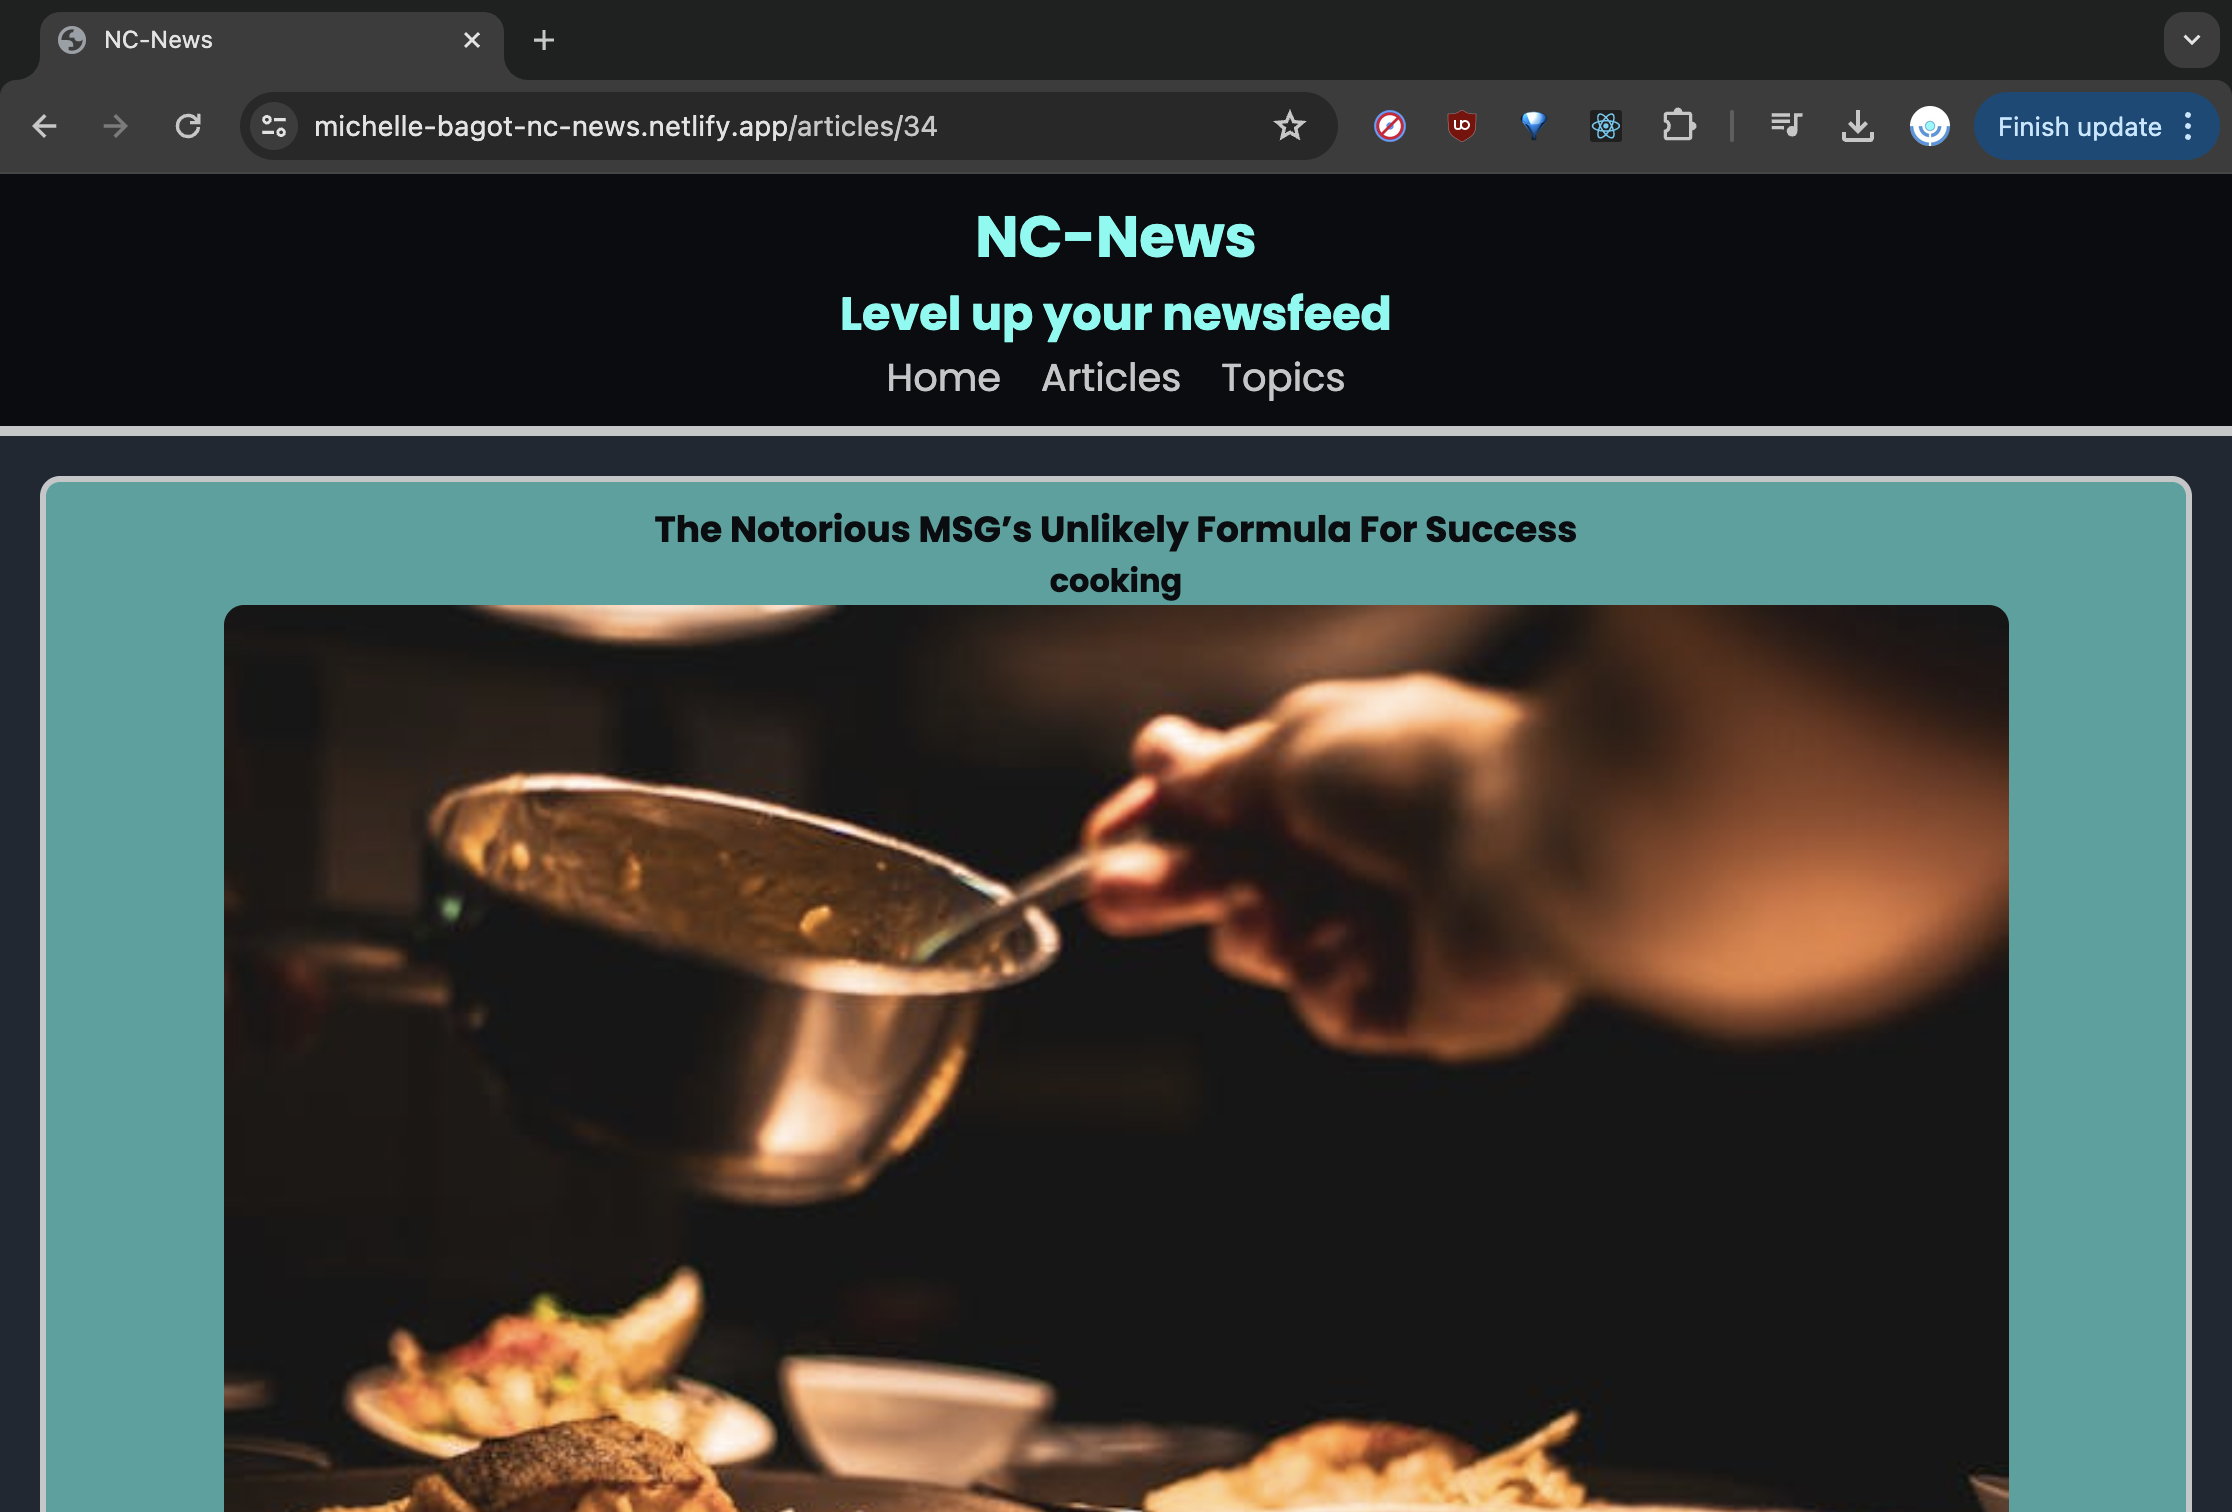 NC-News
michelle-bagot-nc-news.netlify.app/articles/34
Finish update
NC-News
Level up your newsfeed
Home Articles Topics
The Notorious MSG’s Unlikely Formula For Success
cooking